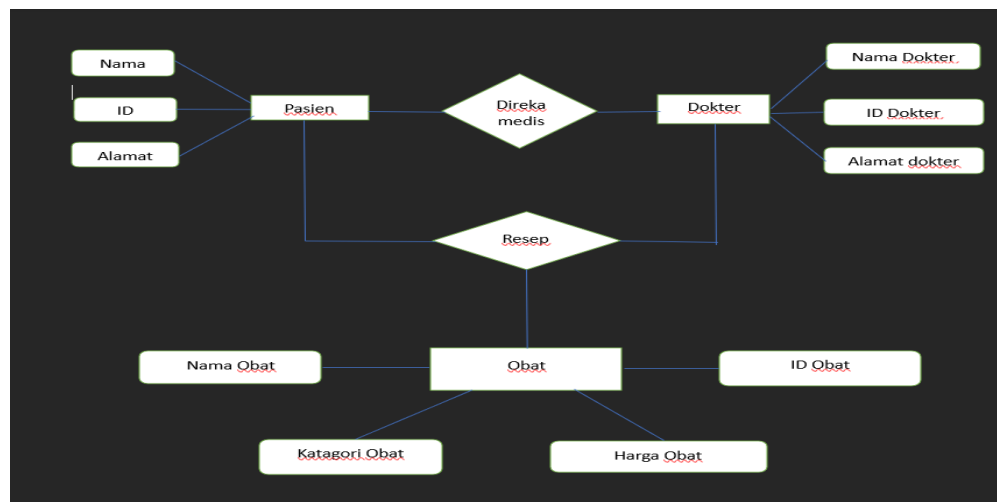 Nama
ID
Alamat
Pasien
Direka
medis
Dokter
Nama Dokter
ID Dokter
Alamat dokter
Resep
Nama Obat
Obat
ID Obat
Katagori Obat
Harga Obat